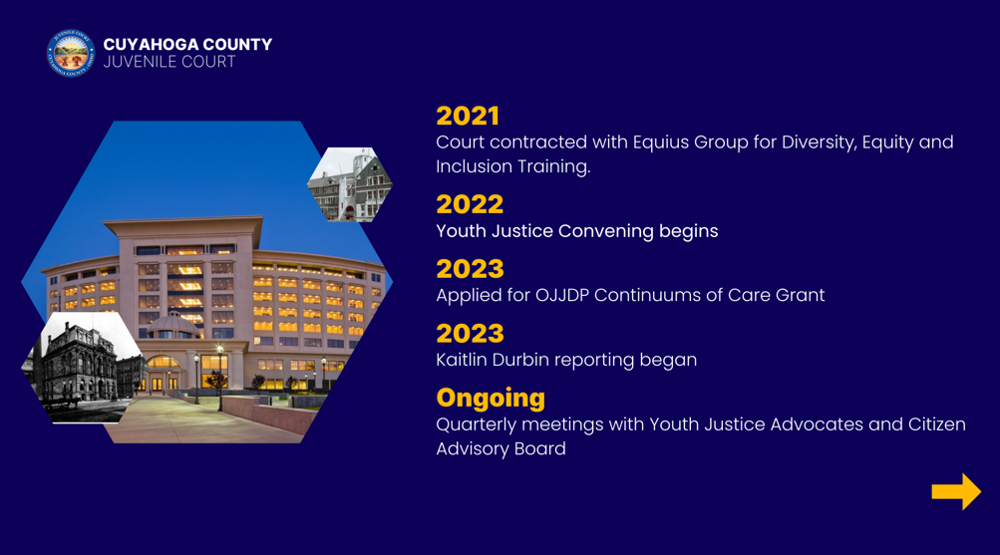 CUYAHOGA COUNTY
JUVENILE COURT
2021
Court contracted with Equius Group for Diversity, Equity and
Inclusion Training.
2022
Youth Justice Convening begins
2023
Applied for OJJDP Continuums of Care Grant
2023
Kaitlin Durbin reporting began
Ongoing
Quarterly meetings with Youth Justice Advocates and Citizen
Advisory Board